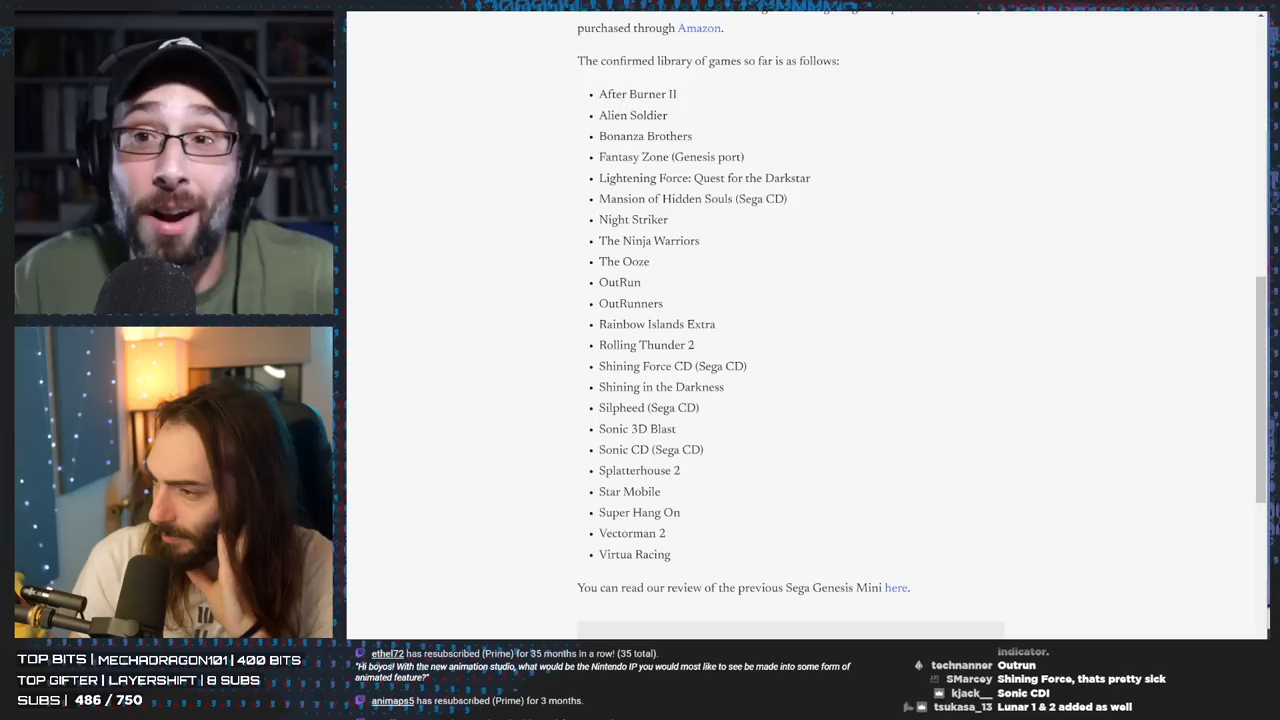 purchased through Amazon.
The confirmed library of games so far is as follows:
After Burner II
Alien Soldier
Bonanza Brothers
Fantasy Zone (Genesis port)
Lightening Force: Quest for the Darkstar
Mansion of Hidden Souls (Sega CD)
Night Striker
The Ninja Warriors
The Ooze
OutRun
OutRunners
Rainbow Islands Extra
Rolling Thunder 2
Shining Force CD (Sega CD)
Shining in the Darkness
Silpheed (Sega CD)
Sonic 3D Blast
Sonic CD (Sega CD)
Splatterhouse 2
Star Mobile
Super Hang On
Vectorman 2
Virtua Racing
You can read our review of the previous Sega Genesis Mini here.
TOP BITS | MECHADRAGON101 | 400 BITS
TOP GIFTER | LAYERSHIFT | 8 SUBS
SUBS | 486 / 750
ethel72 has resubscribed (Prime) for 35 months in a row! (35 total).
"Hi boyos! With the new animation studio, what would be the Nintendo IP you would most like to see be made into some form of
animated feature?"
animaps5 has resubscribed (Prime) for 3 months.
indicator.
technanner Outrun
SMarcey Shining Force, thats pretty sick
kjack__ Sonic CDI
tsukasa_13 Lunar 1 & 2 added as well